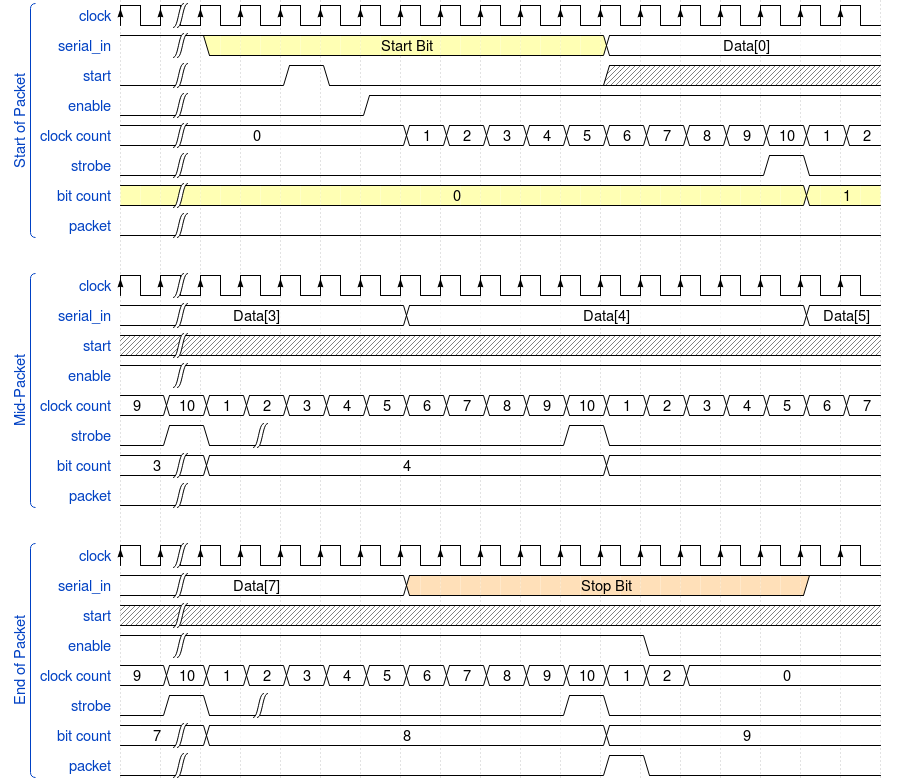 Start of Packet
clock
serial_in Start Bit Data[0]
start
enable
clock count 0 1 2 3 4 5 6 7 8 9 10 1 2
strobe
bit count 0 1
packet
Mid-Packet
clock
serial_in Data[3] Data[4] Data[5]
start
enable
clock count 9 10 1 2 3 4 5 6 7 8 9 10 1 2 3 4 5 6 7
strobe
bit count 3 4
packet
End of Packet
clock
serial_in Data[7] Stop Bit
start
enable
clock count 9 10 1 2 3 4 5 6 7 8 9 10 1 2 0
strobe
bit count 7 8 9
packet